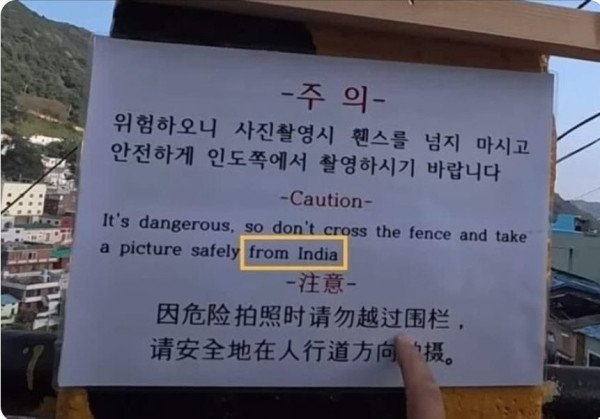 -주 의-
위험하오니 사진촬영시 휀스를 넘지 마시고
안전하게 인도쪽에서 촬영하시기 바랍니다
-Caution-
It's dangerous, so don't cross the fence and take
a picture safely from India
-注意-
因危险拍照时请勿越过围栏，
请安全地在人行道方向摄。